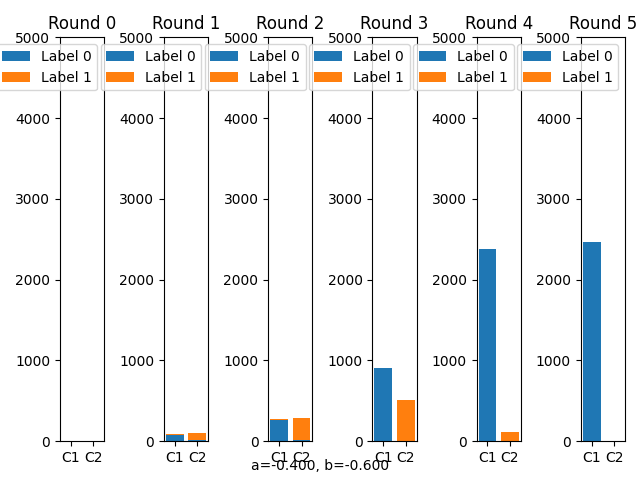 Round 0 Round 1 Round 2 Round 3 Round 4 Round 5
5000 5000 5000 5000 5000 5000
Label 0 Label 0 Label 0 Label 0 Label 0 Label 0
Label 1 Label 1 Label 1 Label 1 Label 1 Label 1
4000 4000 4000 4000 4000 4000
3000 3000 3000 3000 3000 3000
2000 2000 2000 2000 2000 2000
1000 1000 1000 1000 1000 1000
0 0 0 0 0 0
C1 C2 C1 C2 C1 C2 C1 C2 C1 C2 C1 C2
a=-0.400, b=-0.600